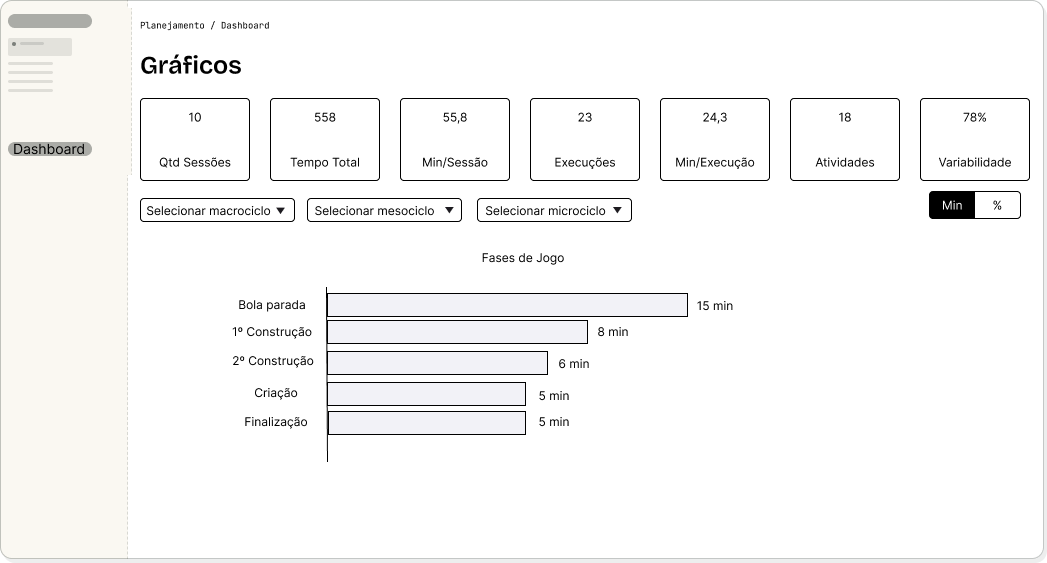 Planejamento / Dashboard
Gráficos
10
Qtd Sessões
558
Tempo Total
55,8
Min/Sessão
23
Execuções
24,3
Min/Execução
18
Atividades
78%
Variabilidade
Dashboard
Selecionar macrociclo ▼
Selecionar mesociclo ▼
Selecionar microciclo ▼
Min
%
Fases de Jogo
Bola parada
15 min
1º Construção
8 min
2º Construção
6 min
Criação
5 min
Finalização
5 min